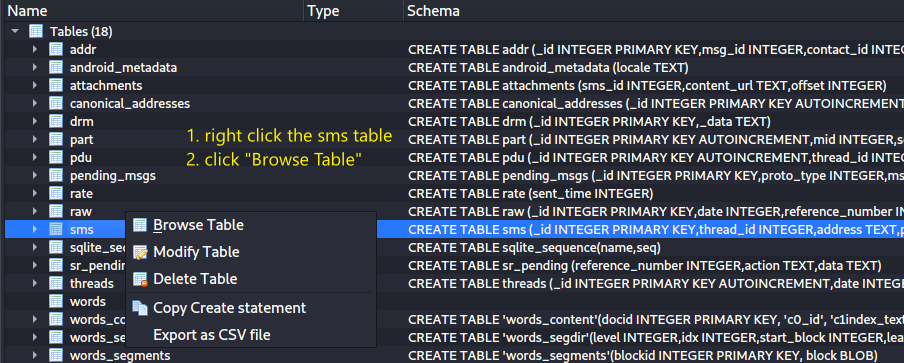 Name Type Schema
Tables (18)
addr CREATE TABLE addr (_id INTEGER PRIMARY KEY,msg_id INTEGER,contact_id INTEG
android_metadata CREATE TABLE android_metadata (locale TEXT)
attachments CREATE TABLE attachments (sms_id INTEGER,content_url TEXT,offset INTEGER)
canonical_addresses CREATE TABLE canonical_addresses (_id INTEGER PRIMARY KEY AUTOINCREMENT
drm CREATE TABLE drm (_id INTEGER PRIMARY KEY,_data TEXT)
1. right click the sms table
part CREATE TABLE part (_id INTEGER PRIMARY KEY AUTOINCREMENT, mid INTEGER,se
2. click "Browse Table"
pdu CREATE TABLE pdu (_id INTEGER PRIMARY KEY AUTOINCREMENT,thread_id INTEGE
pending_msgs CREATE TABLE pending_msgs (_id INTEGER PRIMARY KEY,proto_type INTEGER,ms
rate CREATE TABLE rate (sent_time INTEGER)
raw CREATE TABLE raw (_id INTEGER PRIMARY KEY,date INTEGER,reference_number IN
sms CREATE TABLE sms (_id INTEGER PRIMARY KEY,thread_id INTEGER,address TEXT,p
sqlite_seq CREATE TABLE sqlite_sequence(name,seq)
sr_pending CREATE TABLE sr_pending (reference_number INTEGER,action TEXT,data TEXT)
threads CREATE TABLE threads (_id INTEGER PRIMARY KEY AUTOINCREMENT,date INTEGE
words
words_co CREATE TABLE 'words_content'(docid INTEGER PRIMARY KEY, 'c0_id', 'c1index_text
words_se CREATE TABLE 'words_segdir'(level INTEGER,idx INTEGER,start_block INTEGER,lea
words_segments CREATE TABLE 'words_segments'(blockid INTEGER PRIMARY KEY, block BLOB)
Browse Table
Modify Table
Delete Table
Copy Create statement
Export as CSV file